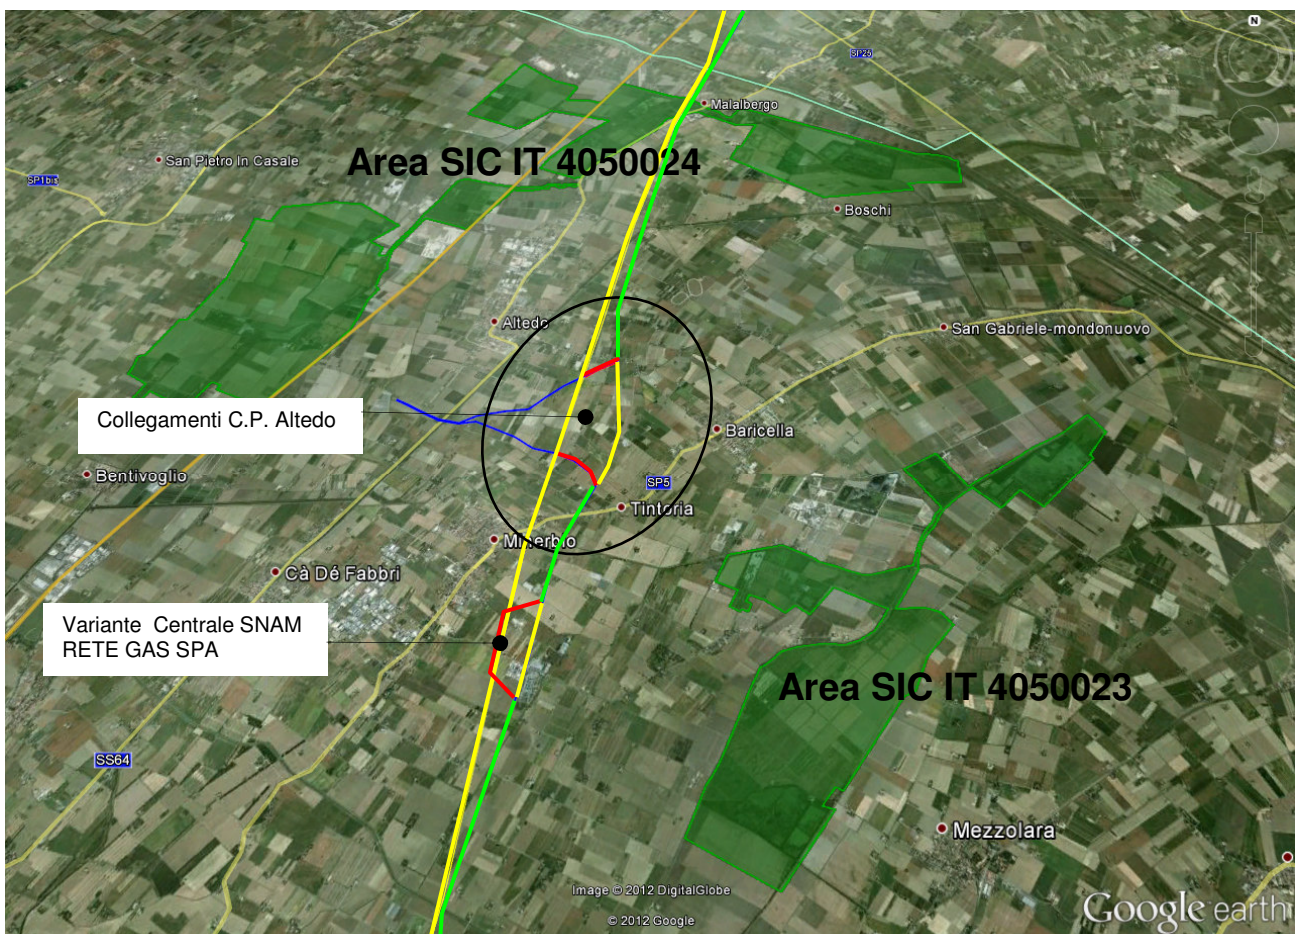 N
SP25
Malalbergo
San Pietro In Casale
Area SIC IT 4050024
Boschi
Altedo
San Gabriele-mondonuovo
Collegamenti C.P. Altedo
Baricella
Bentivoglio
SP5
Tintoria
Minerbio
Cà Dé Fabbri
Variante Centrale SNAM
RETE GAS SPA
Area SIC IT 4050023
SS64
Mezzolara
Image © 2012 DigitalGlobe
© 2012 Google
Google earth